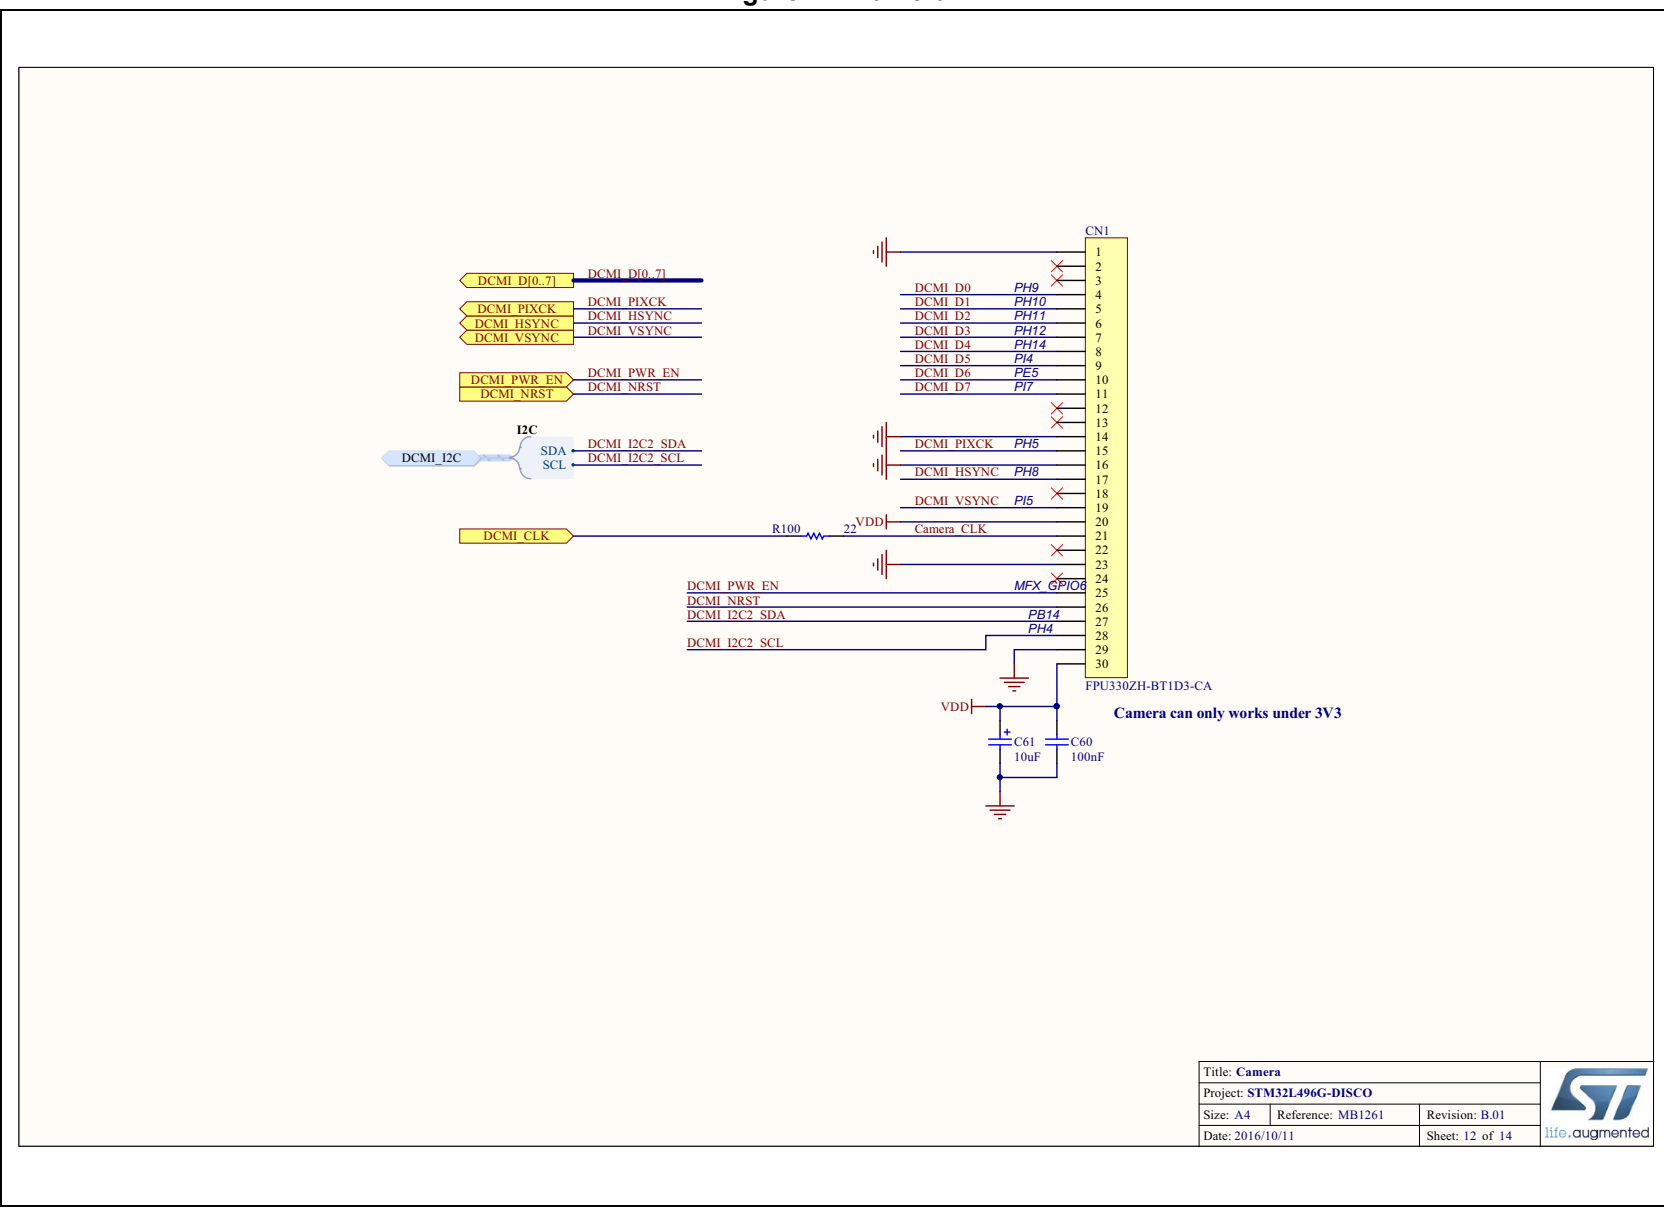 CN1
1
2
3
DCMI_D0 PH9 4
DCMI_D1 PH10 5
DCMI_D2 PH11 6
DCMI_D3 PH12 7
DCMI_D4 PH14 8
DCMI_D5 PI4 9
DCMI_D6 PE5 10
DCMI_D7 PI7 11
12
13
14
DCMI_PIXCK PH5 15
16
DCMI_HSYNC PH8 17
18
DCMI_VSYNC PI5 19
VDD 20
Camera_CLK 21
22
23
24
DCMI_PWR_EN MFX_GPIO6 25
DCMI_NRST 26
DCMI_I2C2_SDA PB14 27
PH4 28
DCMI_I2C2_SCL 29
30
FPU330ZH-BT1D3-CA
DCMI_D[0..7] DCMI_D[0..7]
DCMI_PIXCK DCMI_PIXCK
DCMI_HSYNC DCMI_HSYNC
DCMI_VSYNC DCMI_VSYNC
DCMI_PWR_EN DCMI_PWR_EN
DCMI_NRST DCMI_NRST
I2C
DCMI_I2C
SDA DCMI_I2C2_SDA
SCL DCMI_I2C2_SCL
DCMI_CLK R100 22
VDD
Camera can only works under 3V3
+
C61 C60
10uF 100nF
Title: Camera
Project: STM32L496G-DISCO
Size: A4 Reference: MB1261 Revision: B.01
Date: 2016/10/11 Sheet: 12 of 14
ST
life.augmented